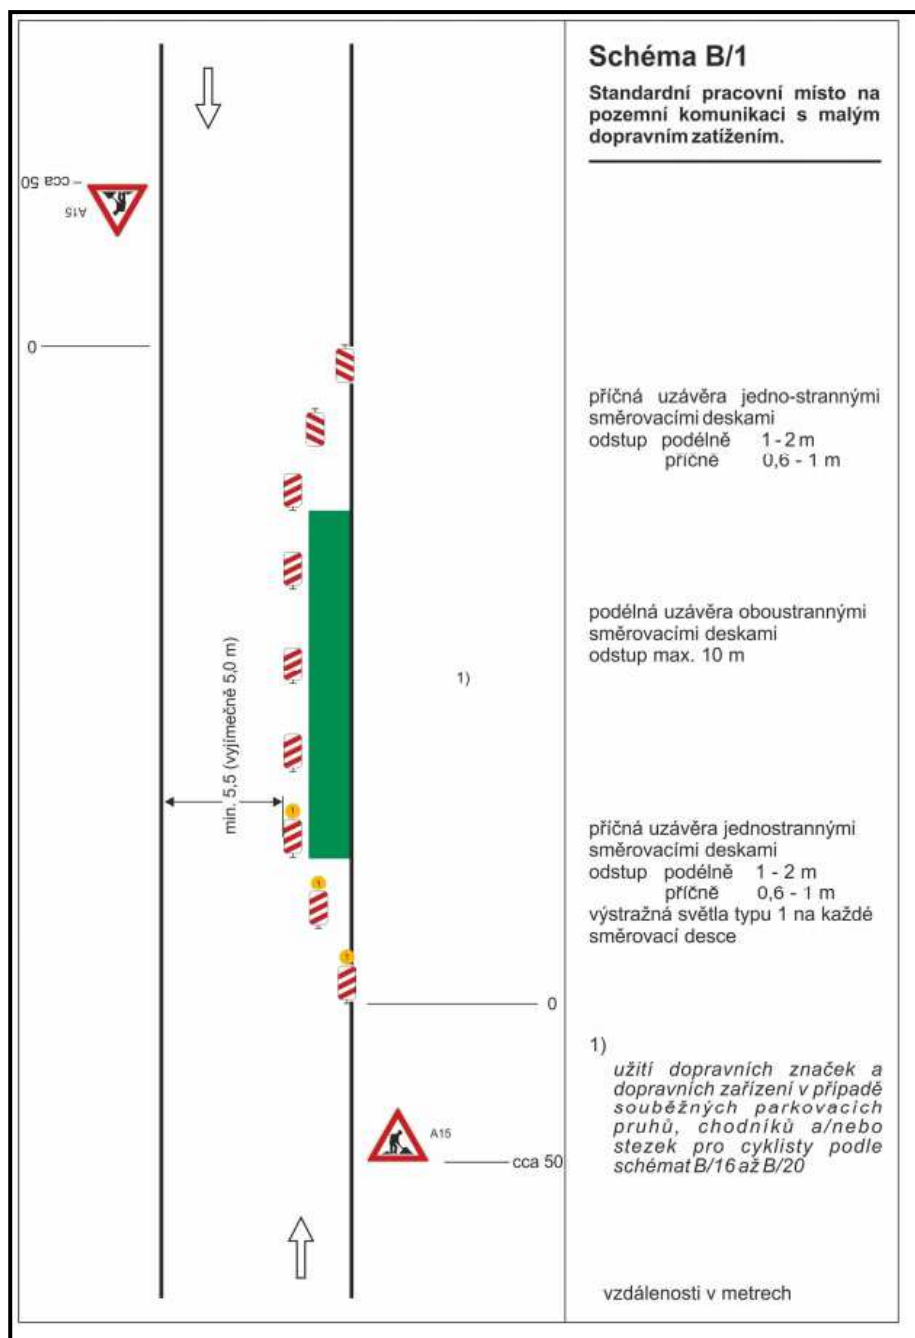 Schéma B/1
Standardní pracovní místo na
pozemní komunikaci s malým
dopravním zatížením.
cca 50
A15
0
příčná uzávěra jedno-strannými
směrovacími deskami
odstup podélně 1 - 2 m
příčně 0,6 - 1 m
podélná uzávěra oboustrannými
směrovacími deskami
odstup max. 10 m
min. 5,5 (vyjímečně 5,0 m)
1)
1
1
1
příčná uzávěra jednostrannými
směrovacími deskami
odstup podélně 1 - 2 m
příčně 0,6 - 1 m
výstražná světla typu 1 na každé
směrovací desce
0
A15
cca 50
1)
užití dopravních značek a
dopravních zařízení v případě
souběžných parkovacích
pruhů, chodníků a/nebo
stezek pro cyklisty podle
schémat B/16 až B/20
vzdálenosti v metrech